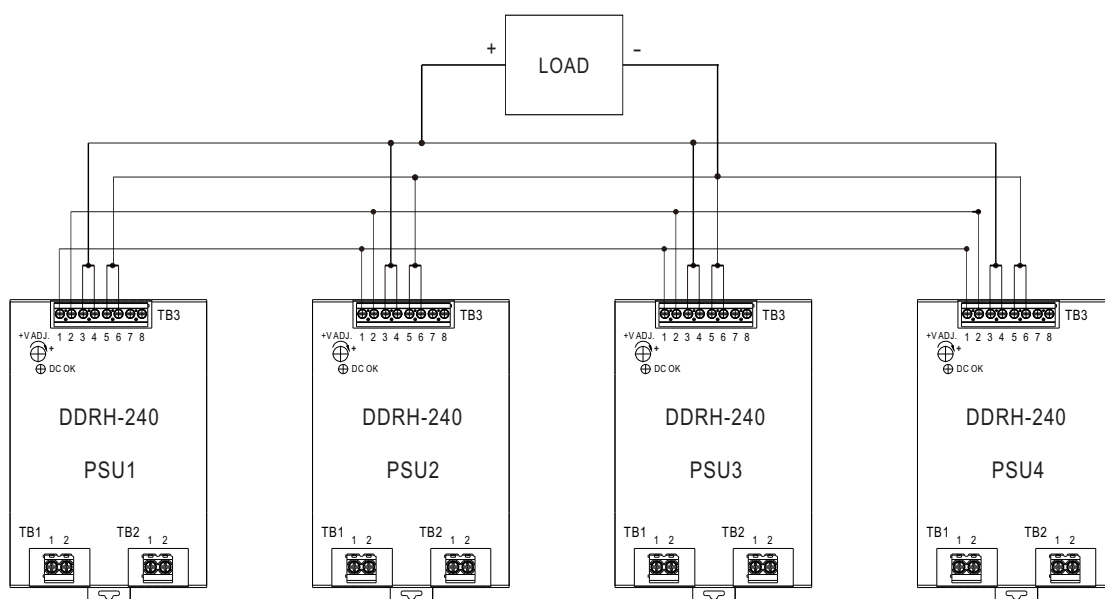 + LOAD -
TB3 TB3 TB3 TB3
1 2 3 4 5 6 7 8 1 2 3 4 5 6 7 8 1 2 3 4 5 6 7 8 1 2 3 4 5 6 7 8
+V ADJ. +V ADJ. +V ADJ. +V ADJ.
+ + + +
DC OK DC OK DC OK DC OK
DDRH-240 DDRH-240 DDRH-240 DDRH-240
PSU1 PSU2 PSU3 PSU4
TB1 1 2 TB2 1 2 TB1 1 2 TB2 1 2 TB1 1 2 TB2 1 2 TB1 1 2 TB2 1 2